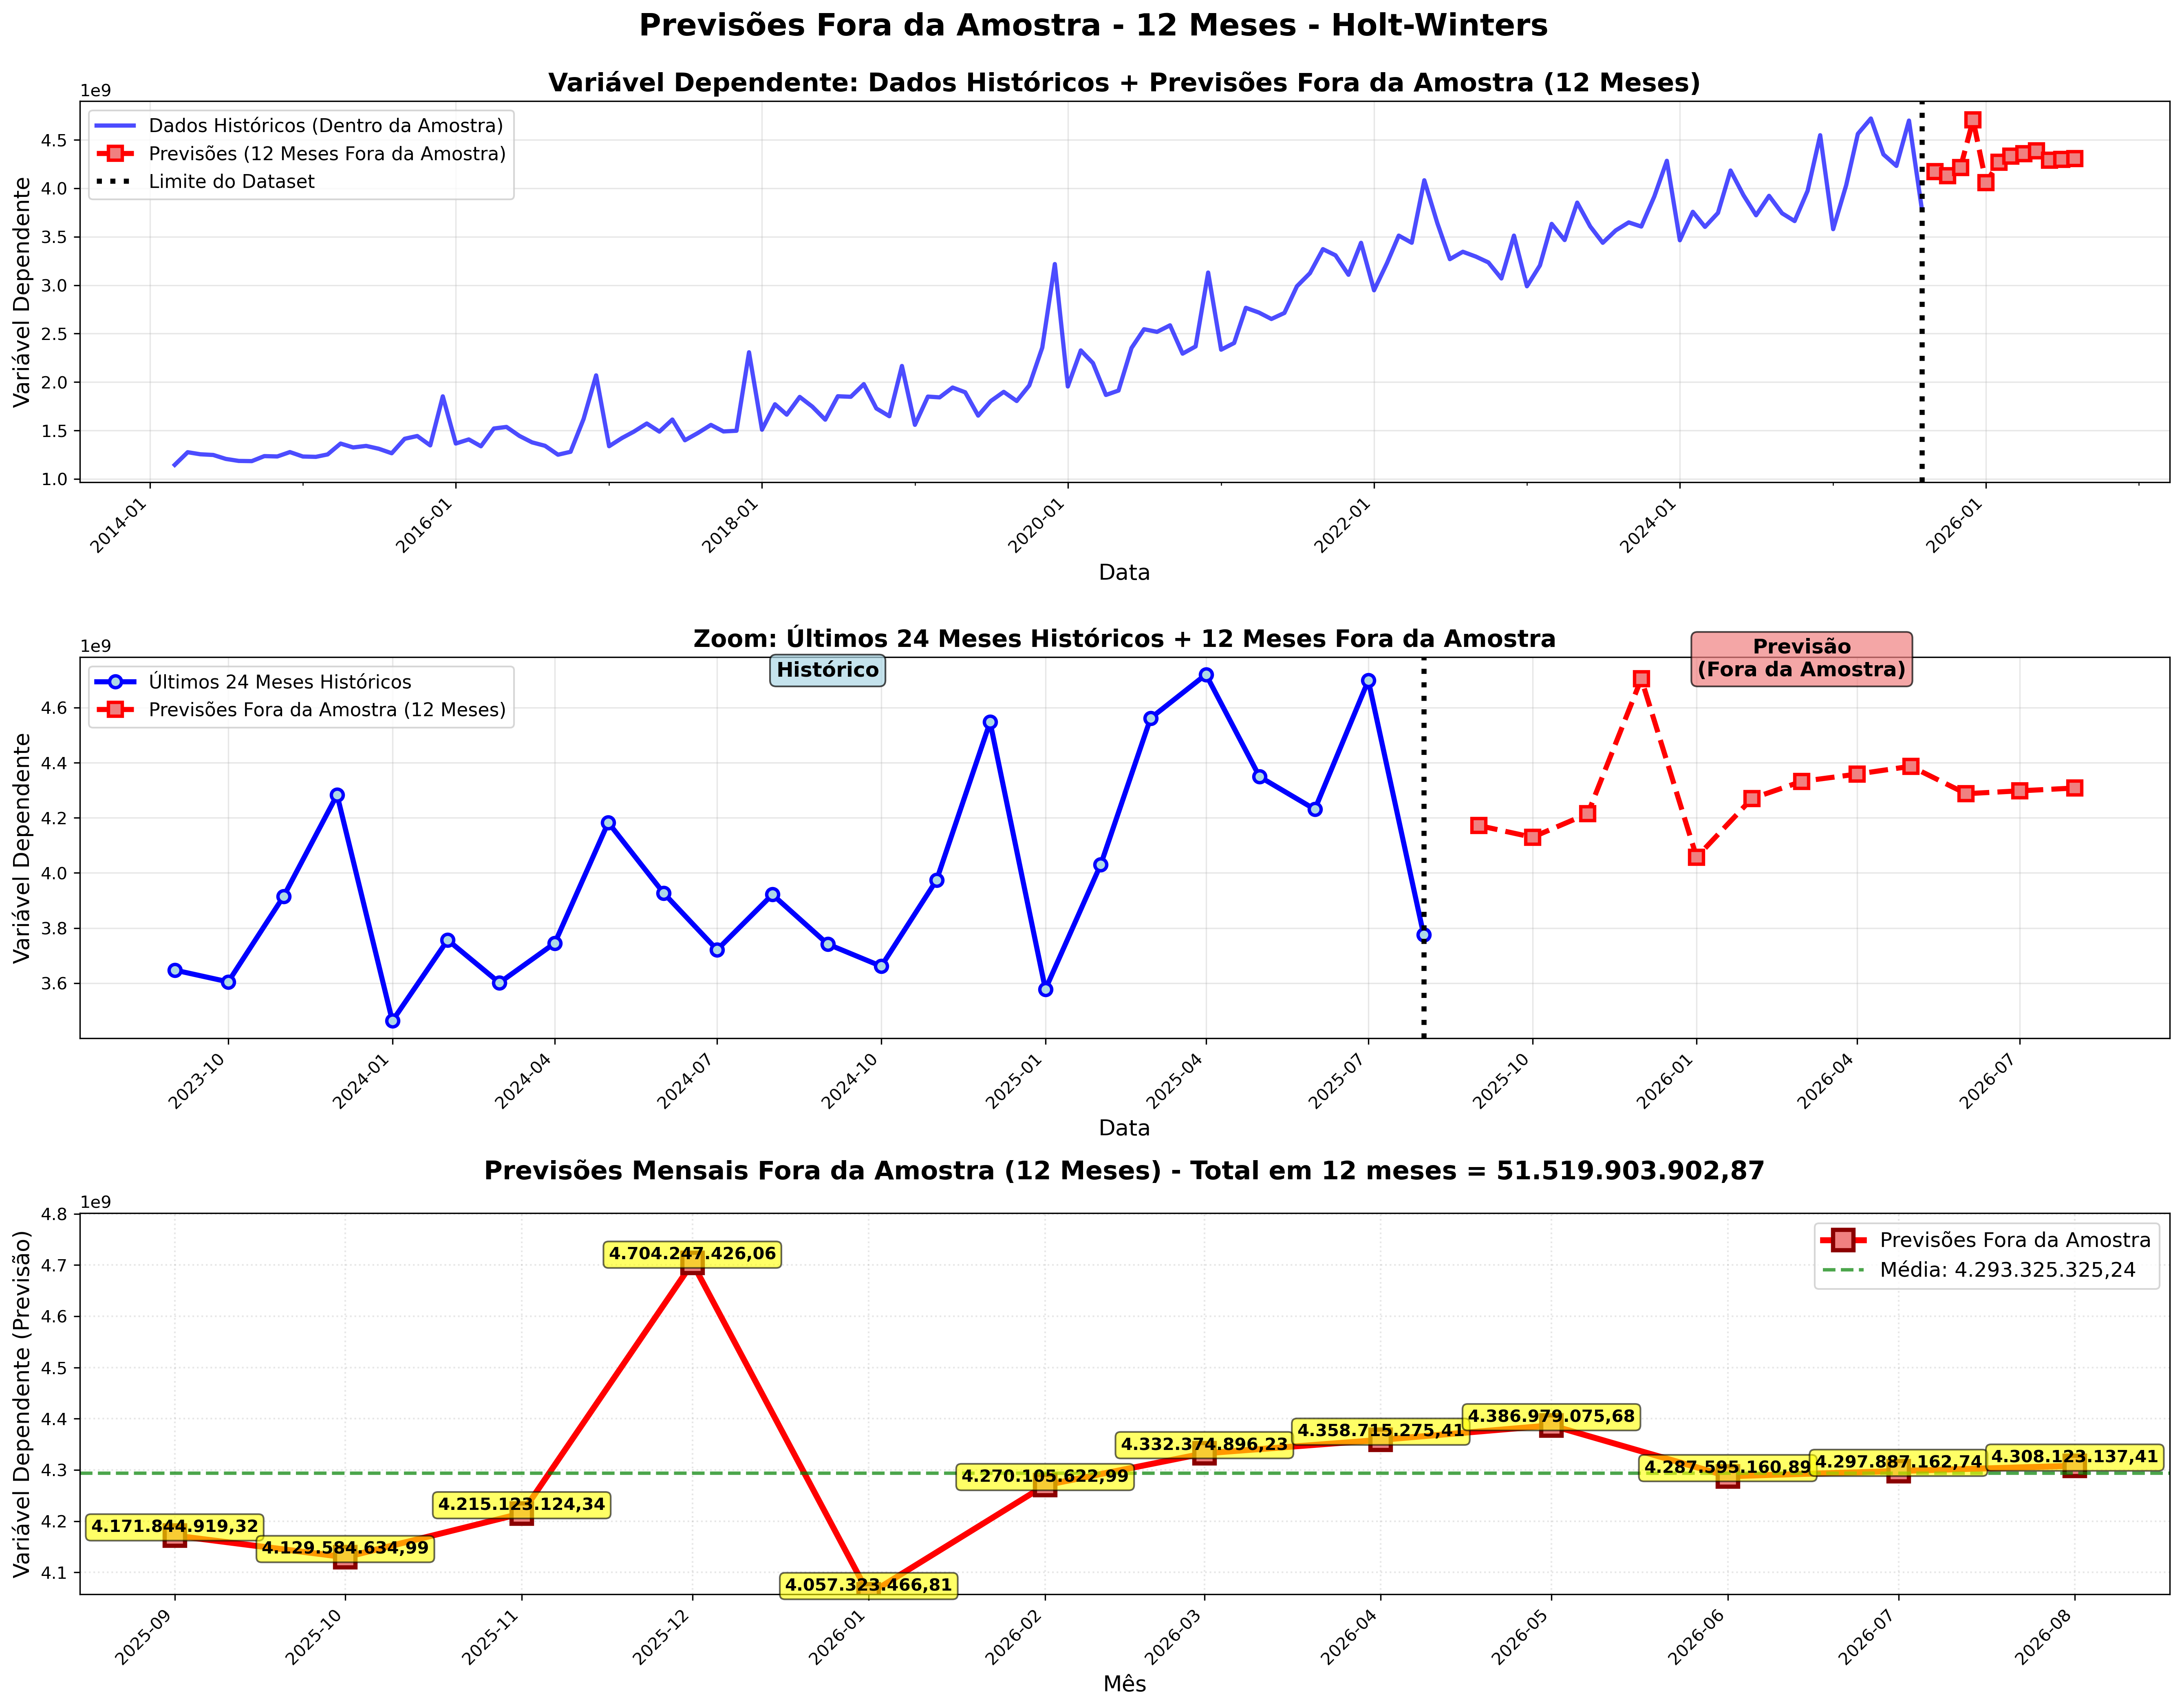 Previsões Fora da Amostra - 12 Meses - Holt-Winters
Variável Dependente: Dados Históricos + Previsões Fora da Amostra (12 Meses)
1e9
Dados Históricos (Dentro da Amostra)
Previsões (12 Meses Fora da Amostra)
Limite do Dataset
Variável Dependente
4.5
4.0
3.5
3.0
2.5
2.0
1.5
1.0
2014-01
2016-01
2018-01
2020-01
2022-01
2024-01
2026-01
Data
Zoom: Últimos 24 Meses Históricos + 12 Meses Fora da Amostra
1e9
Últimos 24 Meses Históricos
Previsões Fora da Amostra (12 Meses)
Histórico
Previsão
(Fora da Amostra)
Variável Dependente
4.6
4.4
4.2
4.0
3.8
3.6
2023-10
2024-01
2024-04
2024-07
2024-10
2025-01
2025-04
2025-07
2025-10
2026-01
2026-04
2026-07
Data
Previsões Mensais Fora da Amostra (12 Meses) - Total em 12 meses = 51.519.903.902,87
1e9
Previsões Fora da Amostra
Média: 4.293.325.325,24
Variável Dependente (Previsão)
4.8
4.7
4.6
4.5
4.4
4.3
4.2
4.1
4.171.844.919,32
4.129.584.634,99
4.215.123.124,34
4.704.247.426,06
4.057.323.466,81
4.270.105.622,99
4.332.374.896,23
4.358.715.275,41
4.386.979.075,68
4.287.595.160,89
4.297.887.162,74
4.308.123.137,41
2025-09
2025-10
2025-11
2025-12
2026-01
2026-02
2026-03
2026-04
2026-05
2026-06
2026-07
2026-08
Mês